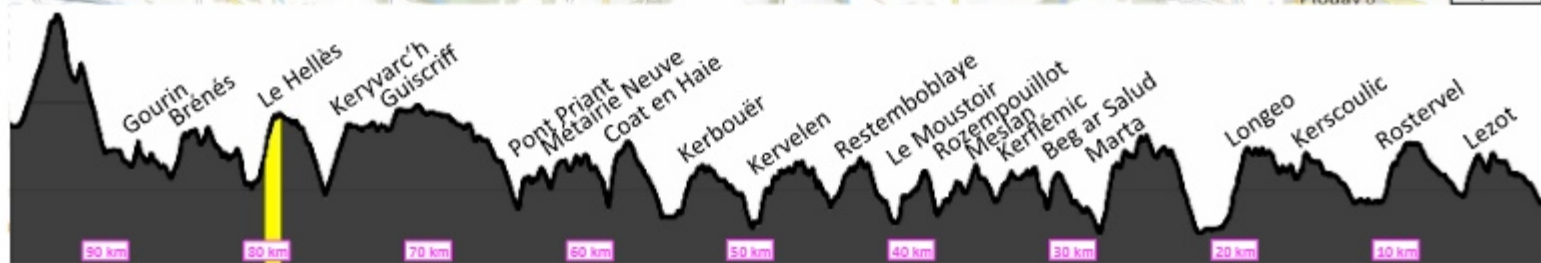 Gourin
Brénés
Le Hellès
Keryvarc'h
Guiscriff
Pont Priant
Métairie Neuve
Coat en Haie
Kerbouër
Kervelen
Restemboblaye
Le Moustoir
Rozempouillot
Meslan
Kerflémic
Beg ar Salud
Marta
Longeo
Kerscoulic
Rostervel
Lezot
90 km
80 km
70 km
60 km
50 km
40 km
30 km
20 km
10 km